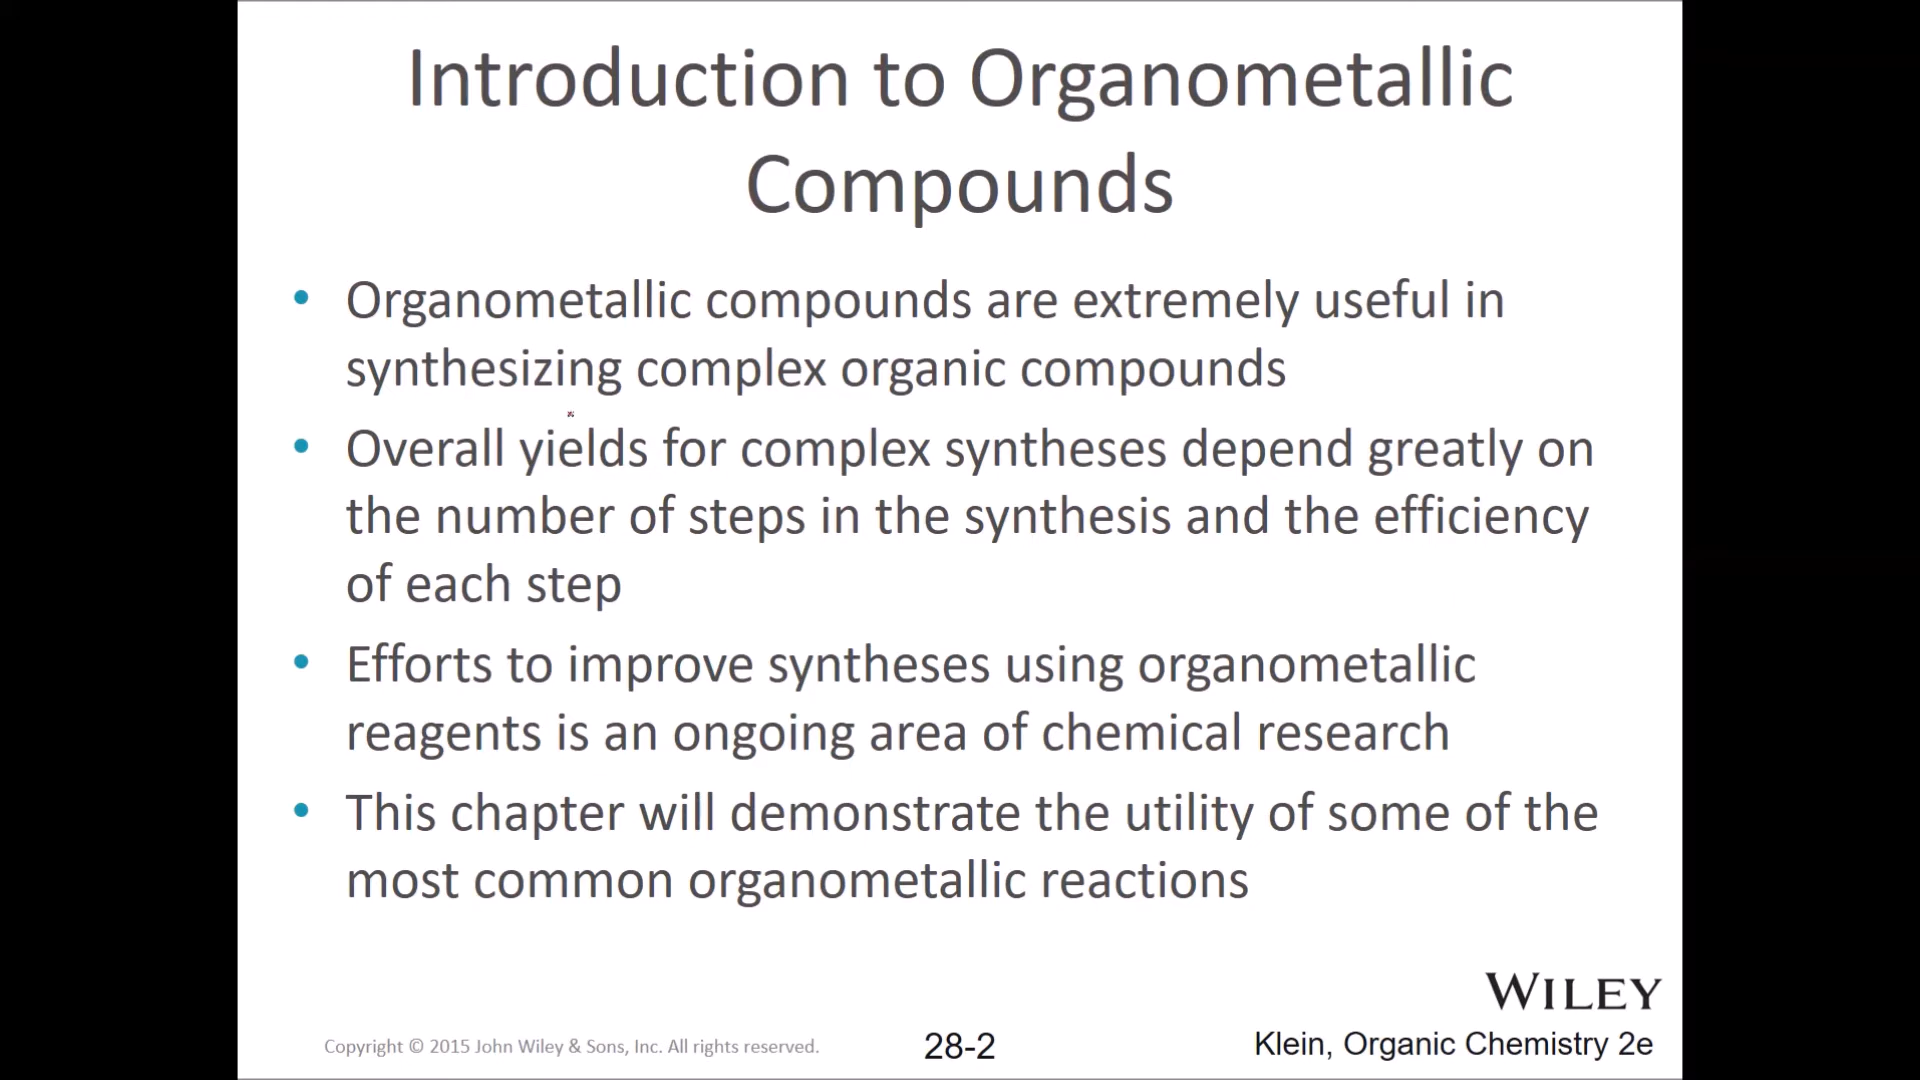 Introduction to Organometallic
Compounds
• Organometallic compounds are extremely useful in
synthesizing complex organic compounds
• Overall yields for complex syntheses depend greatly on
the number of steps in the synthesis and the efficiency
of each step
• Efforts to improve syntheses using organometallic
reagents is an ongoing area of chemical research
• This chapter will demonstrate the utility of some of the
most common organometallic reactions
WILEY
Copyright © 2015 John Wiley & Sons, Inc. All rights reserved.
28-2
Klein, Organic Chemistry 2e